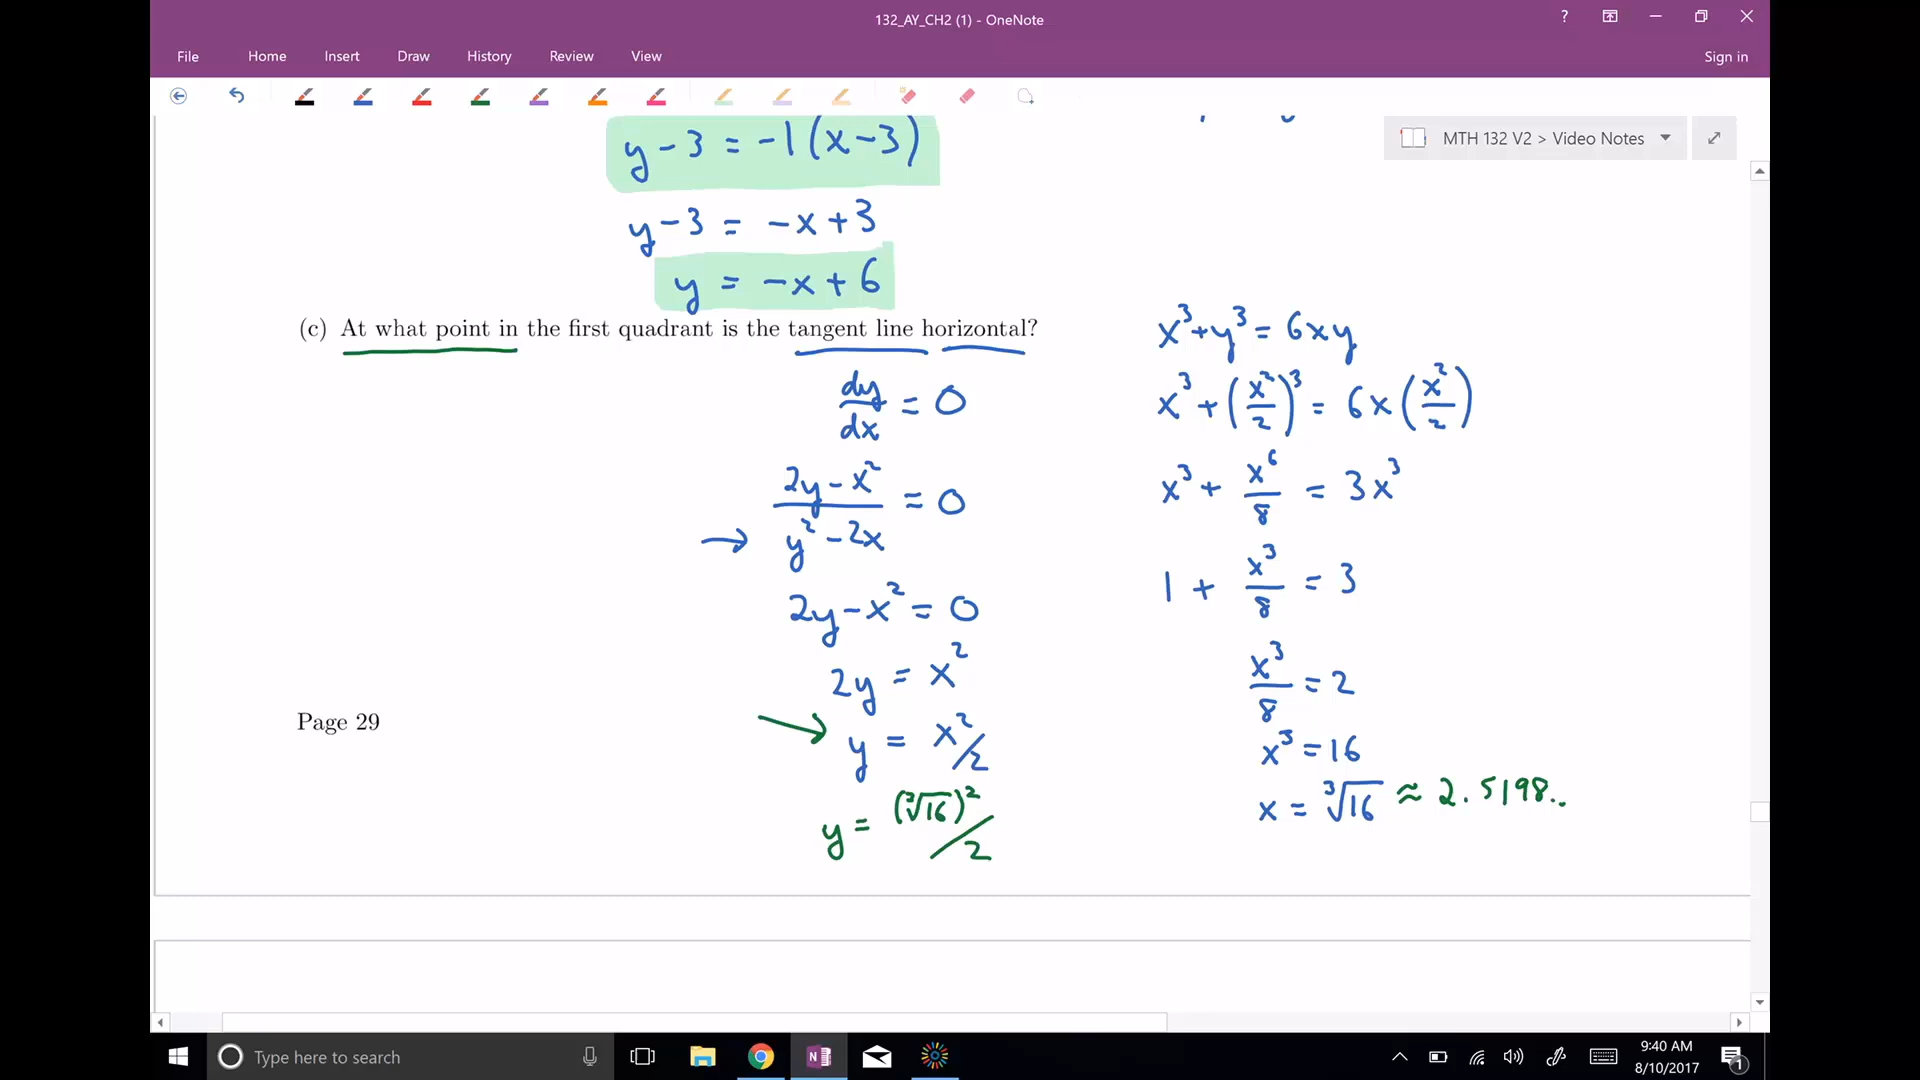 132_AY_CH2 (1) - OneNote
?
File Home Insert Draw History Review View Sign in
MTH 132 V2 > Video Notes
y-3 = -1(x-3)
y-3 = -x+3
y = -x+6
(c) At what point in the first quadrant is the tangent line horizontal?
dy/dx = 0
(2y-x²)/(y²-2x) = 0
→
2y-x² = 0
2y = x²
→ y = x²/2
y = (∛16)²/2
x³+y³ = 6xy
x³+(x²/2)³ = 6x(x²/2)
x³+ x⁶/8 = 3x³
1 + x³/8 = 3
x³/8 = 2
x³ = 16
x = ∛16 ≈ 2.5198..
Page 29
Type here to search
N
9:40 AM
8/10/2017
1